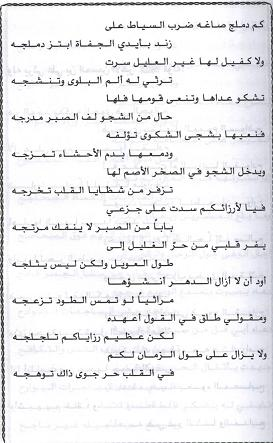 كم دملج صاغه ضرب السياط على
زند بأيدي الجفاة ابتز دملجه
ولا كفيل لها غير العليل سرت
ترثي له ألم البلوى وتنشجه
تشكو عداها وتنعى قومها فلها
حال من الشجو لف الصبر مدرجه
فنعيها بشجى الشكوى تؤلفه
ودمعها بدم الأحشاء تمزجه
ويدخل الشجو في الصخر الأصم لها
تزفر من شظايا القلب تخرجه
فيا لأرزائكم سدت على جزعي
باباً من الصبر لا ينفك مرتجه
يفر قلبي من حرّ الغليل إلى
طول العويل ولكن ليس يثلجه
أود أن لا أزال الدهر أنشؤها
مراثياً لو تمس الطود تزعجه
ومقولي طلق في القول أعهده
لكن عظيم رزاياكم تلجلجه
ولا يزال على طول الزمان لكم
في القلب حر جوى ذاك توهجه